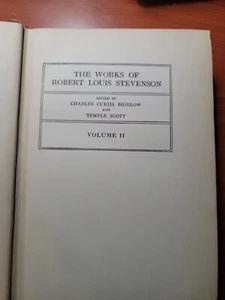 THE WORKS OF
ROBERT LOUIS STEVENSON
EDITED BY
CHARLES CURTIS BIGELOW
AND
TEMPLE SCOTT
VOLUME II